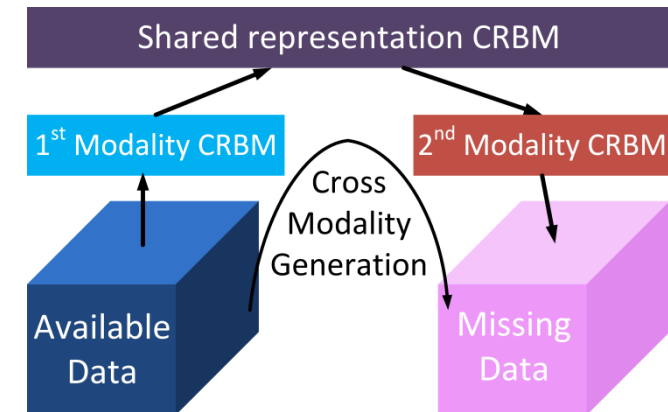 Shared representation CRBM
1st Modality CRBM
2nd Modality CRBM
Cross
Modality
Generation
Available
Data
Missing
Data